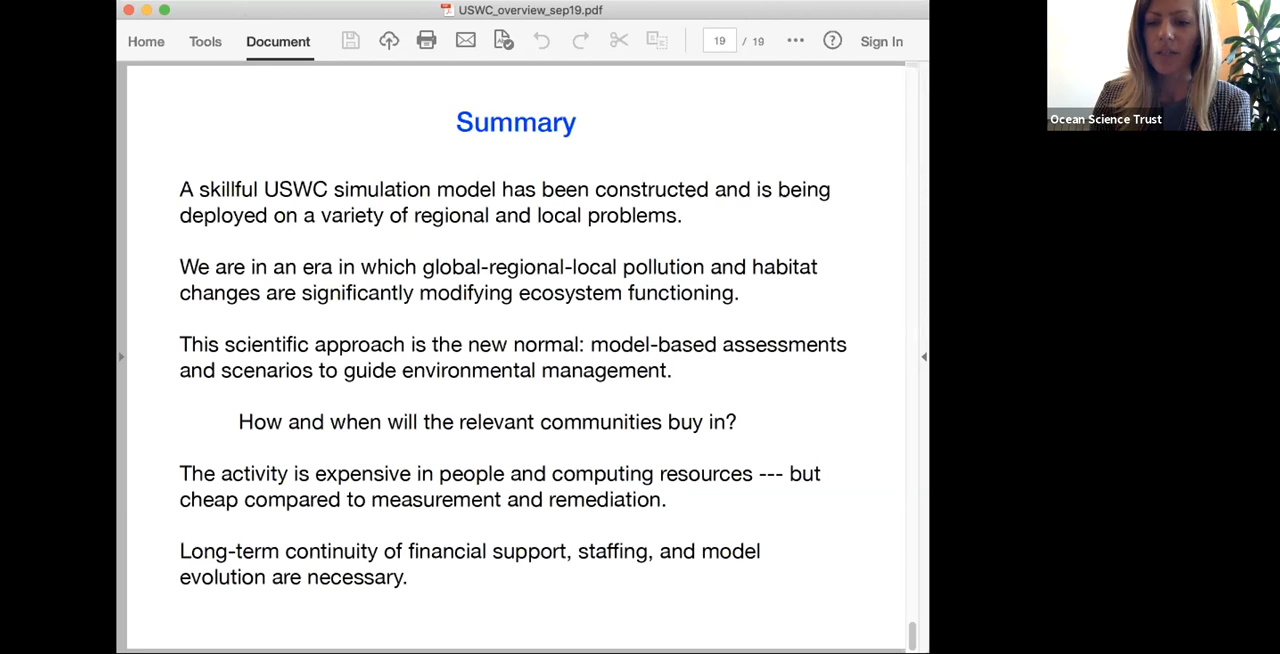 USWC_overview_sep19.pdf
Home Tools Document 19 / 19 Sign In
Summary
A skillful USWC simulation model has been constructed and is being
deployed on a variety of regional and local problems.
We are in an era in which global-regional-local pollution and habitat
changes are significantly modifying ecosystem functioning.
This scientific approach is the new normal: model-based assessments
and scenarios to guide environmental management.
How and when will the relevant communities buy in?
The activity is expensive in people and computing resources --- but
cheap compared to measurement and remediation.
Long-term continuity of financial support, staffing, and model
evolution are necessary.
Ocean Science Trust